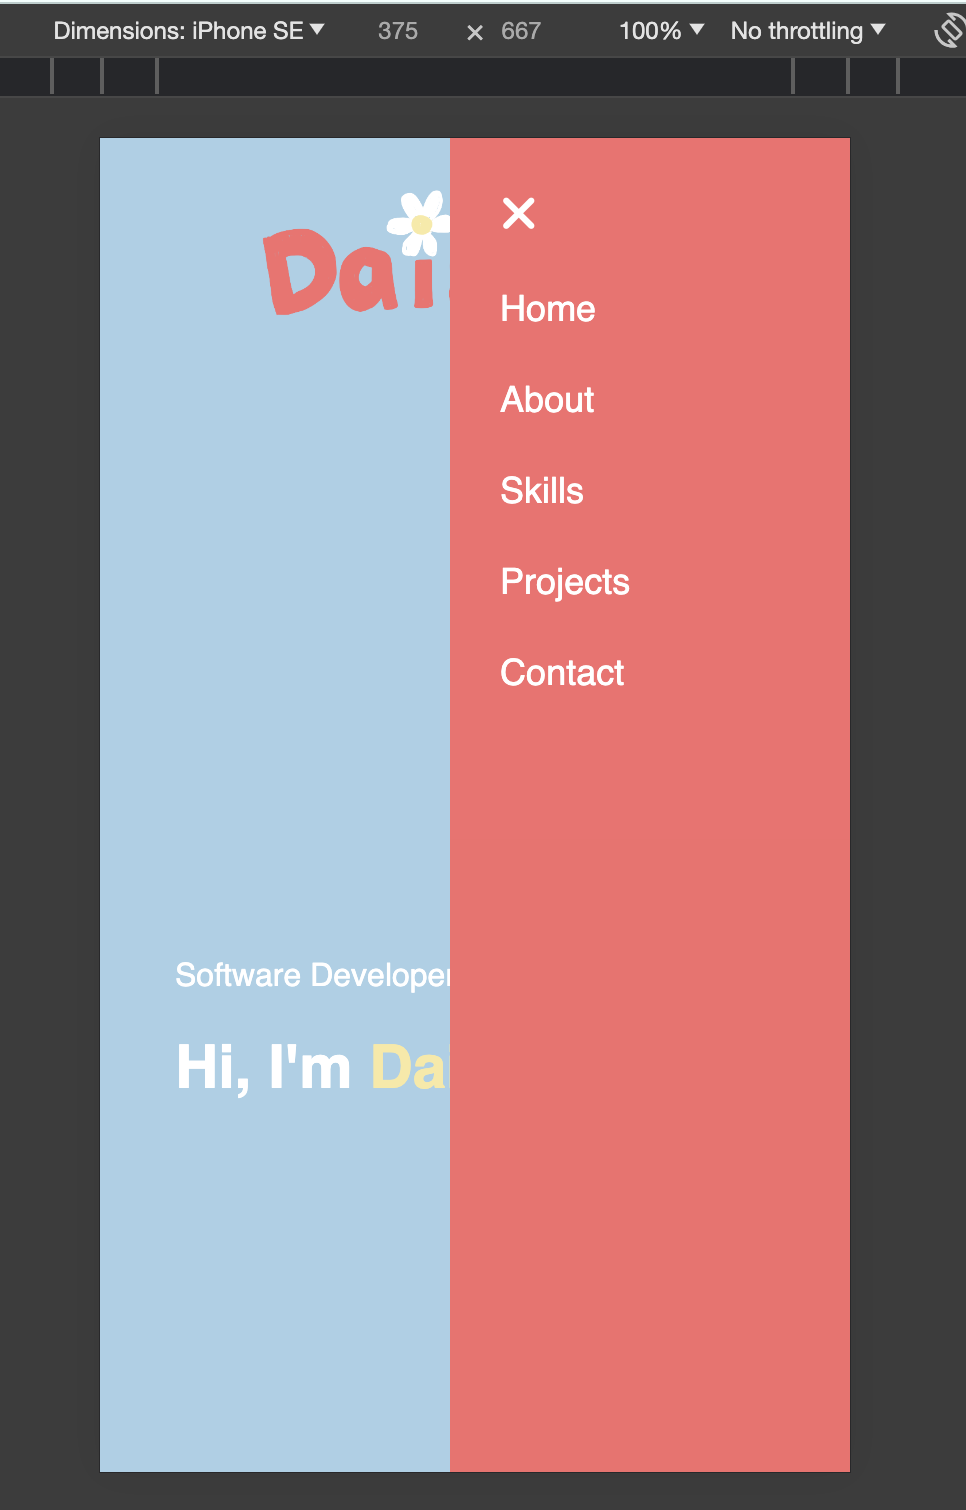 Dimensions: iPhone SE 375 × 667 100% No throttling
Dai
Home
About
Skills
Projects
Contact
Software Developer
Hi, I'm Da